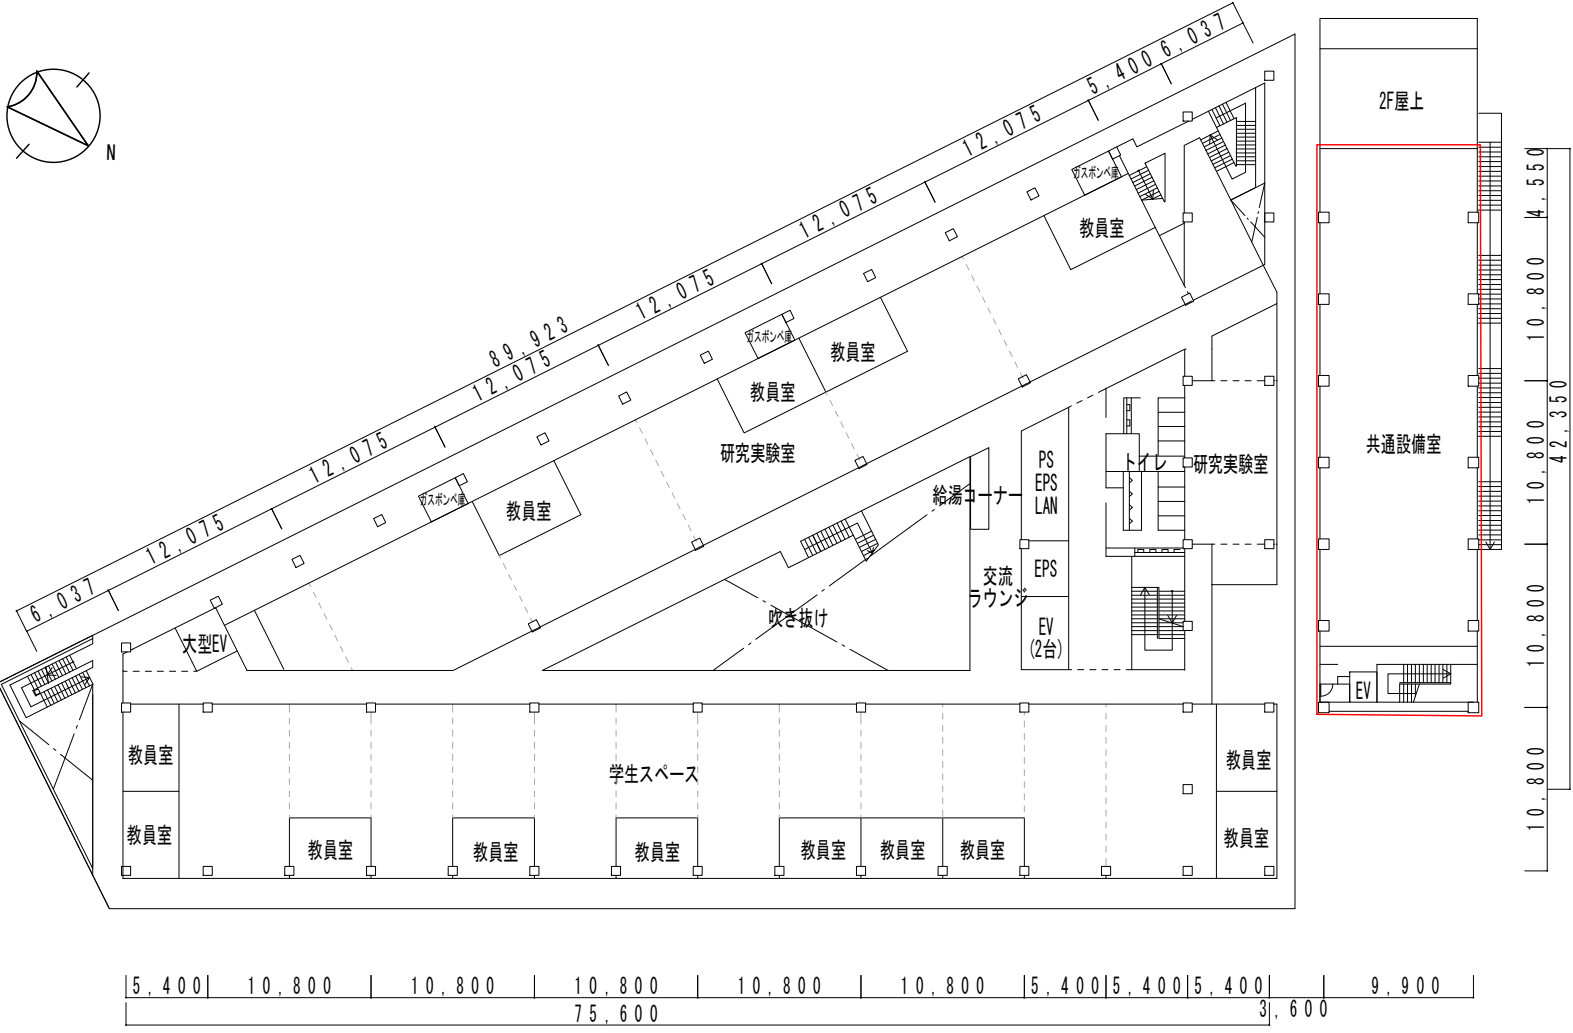 6,037
5,400
12,075
12,075
12,075
12,075
89,923
12,075
12,075
12,075
6,037
N
2F屋上
ガスボンベ庫
教員室
ガスボンベ庫
教員室
教員室
研究実験室
ガスボンベ庫
教員室
給湯コーナー
PS
EPS
LAN
トイレ
研究実験室
共通設備室
EPS
交流
ラウンジ
吹き抜け
EV
(2台)
大型EV
EV
教員室
教員室
学生スペース
教員室
教員室
教員室
教員室
教員室
教員室
教員室
教員室
4,550
10,800
10,800
10,800
10,800
42,350
5,400
10,800
10,800
10,800
10,800
10,800
5,400
5,400
5,400
9,900
75,600
3,600